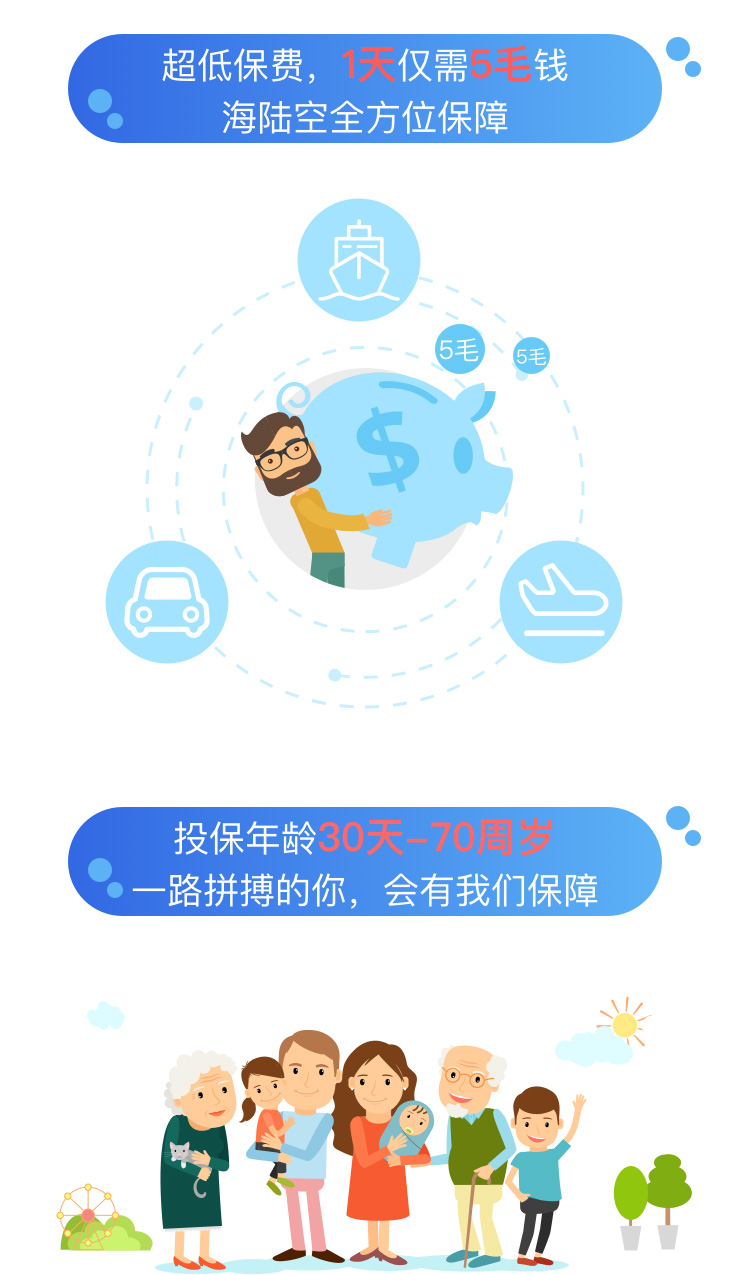 超低保费，1天仅需5毛钱
海陆空全方位保障
5毛
5毛
$
投保年龄30天-70周岁
一路拼搏的你，会有我们保障